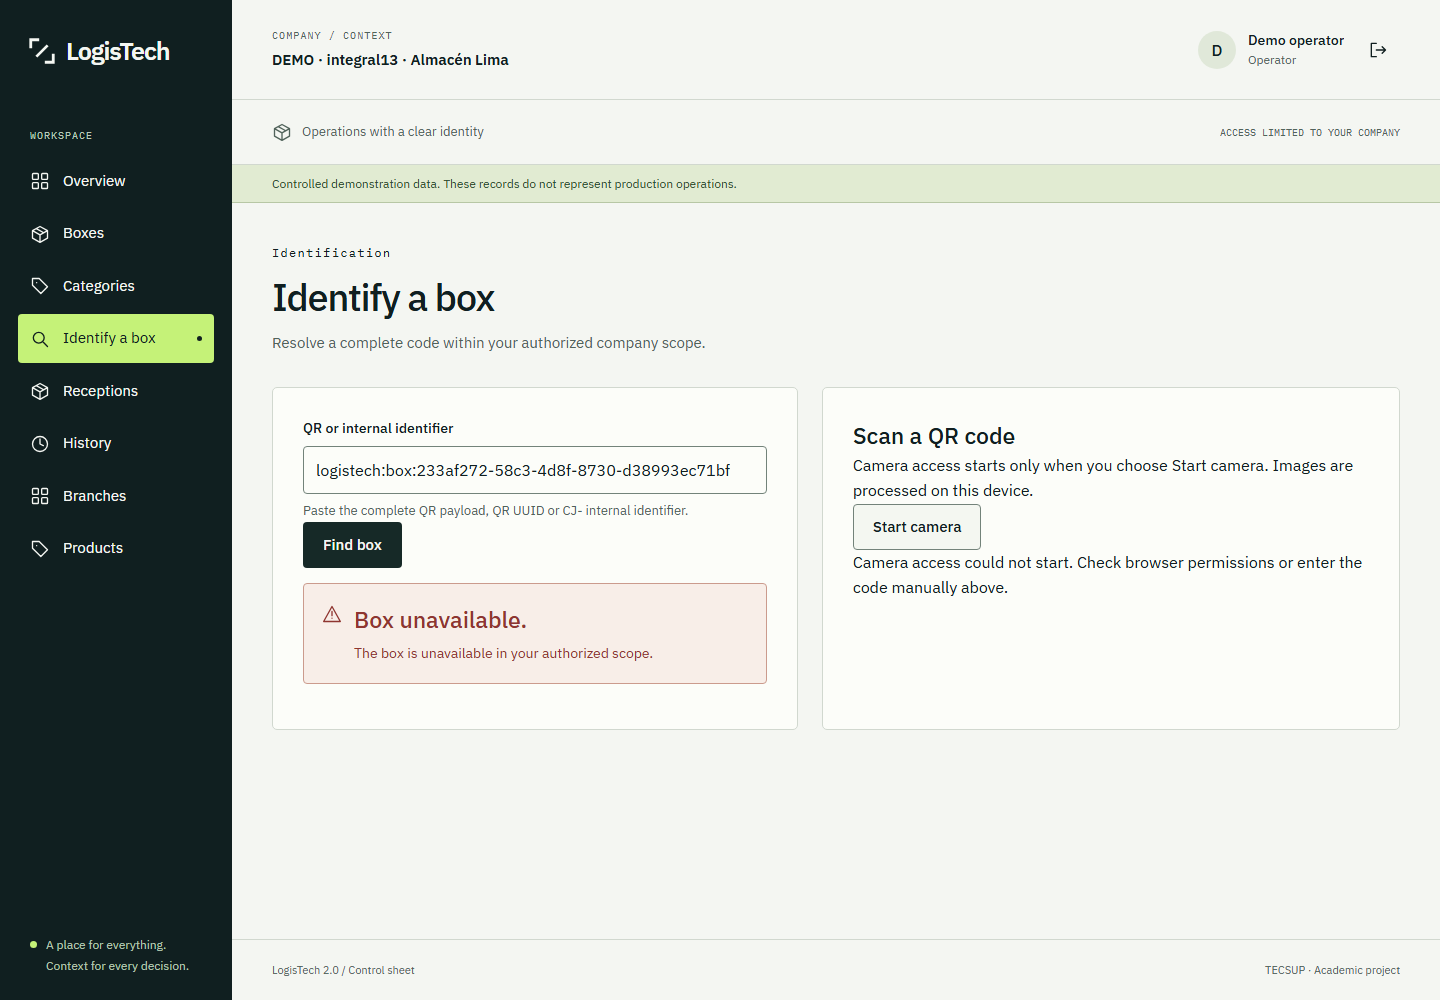 LogisTech
WORKSPACE
Overview
Boxes
Categories
Identify a box
Receptions
History
Branches
Products
A place for everything.
Context for every decision.
COMPANY / CONTEXT
DEMO · integral13 · Almacén Lima
D
Demo operator
Operator
Operations with a clear identity
ACCESS LIMITED TO YOUR COMPANY
Controlled demonstration data. These records do not represent production operations.
Identification
Identify a box
Resolve a complete code within your authorized company scope.
QR or internal identifier
logistech:box:233af272-58c3-4d8f-8730-d38993ec71bf
Paste the complete QR payload, QR UUID or CJ- internal identifier.
Find box
Box unavailable.
The box is unavailable in your authorized scope.
Scan a QR code
Camera access starts only when you choose Start camera. Images are
processed on this device.
Start camera
Camera access could not start. Check browser permissions or enter the
code manually above.
LogisTech 2.0 / Control sheet
TECSUP · Academic project